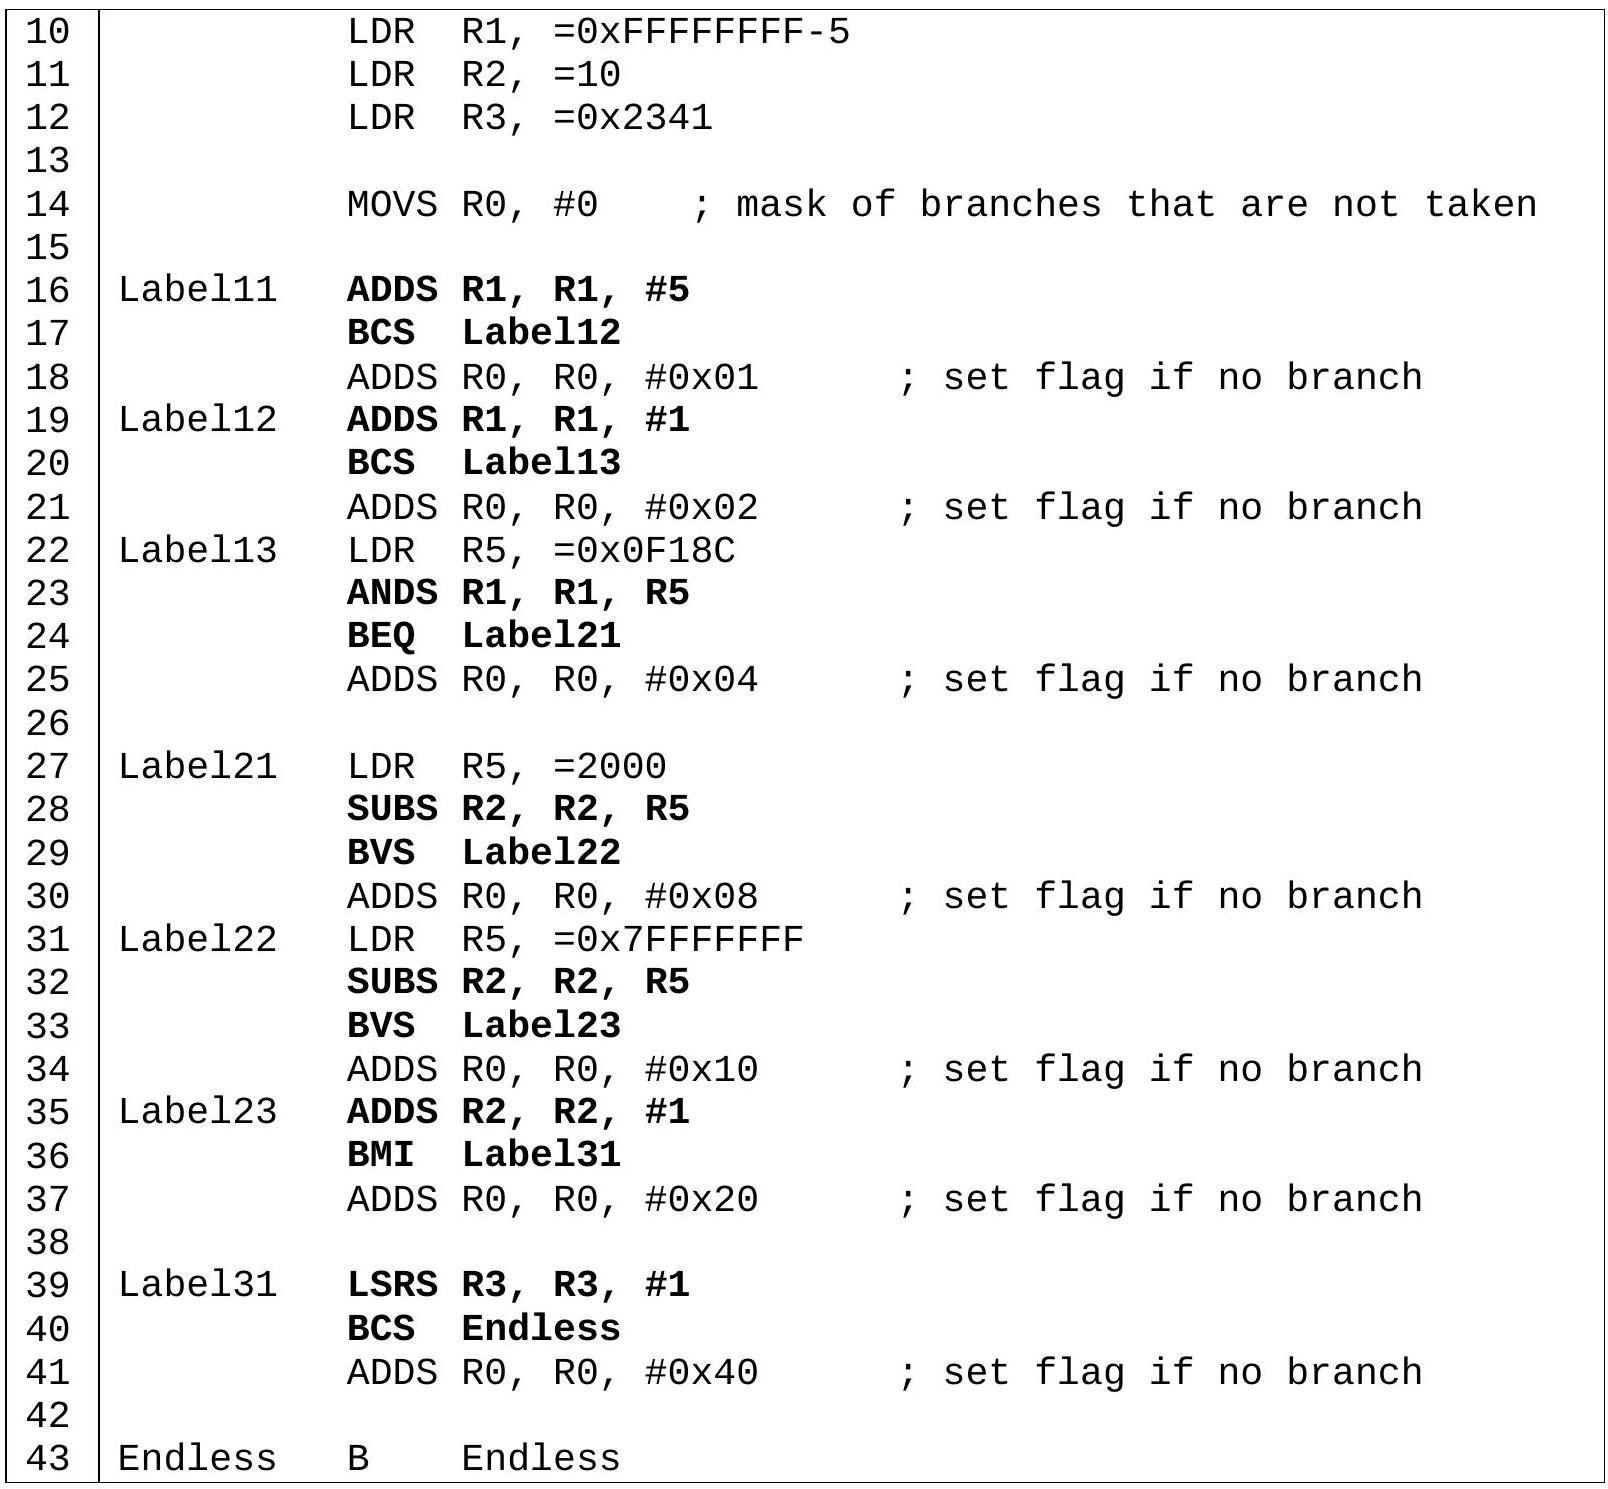 10 LDR R1, =0xFFFFFFFF-5
11 LDR R2, =10
12 LDR R3, =0x2341
13
14 MOVS R0, #0 ; mask of branches that are not taken
15
16 Label11 ADDS R1, R1, #5
17 BCS Label12
18 ADDS R0, R0, #0x01 ; set flag if no branch
19 Label12 ADDS R1, R1, #1
20 BCS Label13
21 ADDS R0, R0, #0x02 ; set flag if no branch
22 Label13 LDR R5, =0x0F18C
23 ANDS R1, R1, R5
24 BEQ Label21
25 ADDS R0, R0, #0x04 ; set flag if no branch
26
27 Label21 LDR R5, =2000
28 SUBS R2, R2, R5
29 BVS Label22
30 ADDS R0, R0, #0x08 ; set flag if no branch
31 Label22 LDR R5, =0x7FFFFFFF
32 SUBS R2, R2, R5
33 BVS Label23
34 ADDS R0, R0, #0x10 ; set flag if no branch
35 Label23 ADDS R2, R2, #1
36 BMI Label31
37 ADDS R0, R0, #0x20 ; set flag if no branch
38
39 Label31 LSRS R3, R3, #1
40 BCS Endless
41 ADDS R0, R0, #0x40 ; set flag if no branch
42
43 Endless B Endless